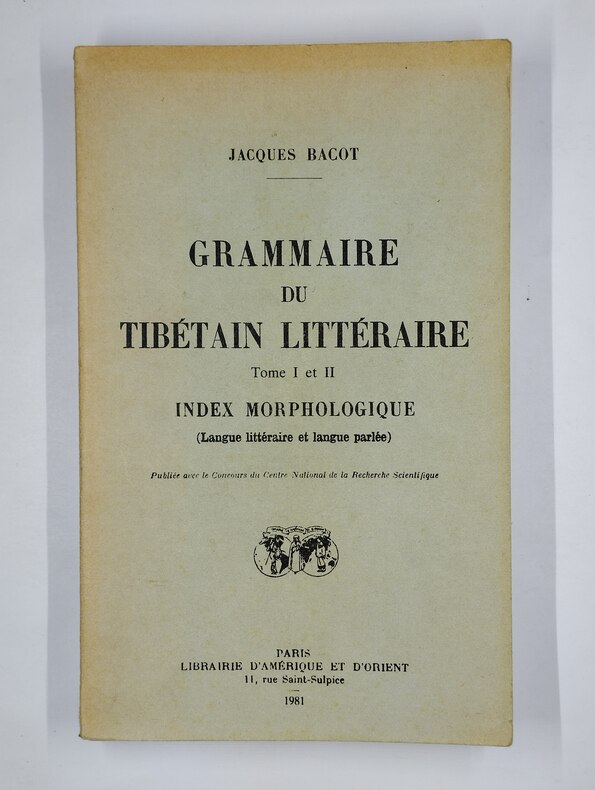 JACQUES BACOT
GRAMMAIRE
DU
TIBÉTAIN LITTÉRAIRE
Tome I et II
INDEX MORPHOLOGIQUE
(Langue littéraire et langue parlée)
Publiée avec le Concours du Centre National de la Recherche Scientifique
PARIS
LIBRAIRIE D'AMÉRIQUE ET D'ORIENT
11, rue Saint-Sulpice
1981